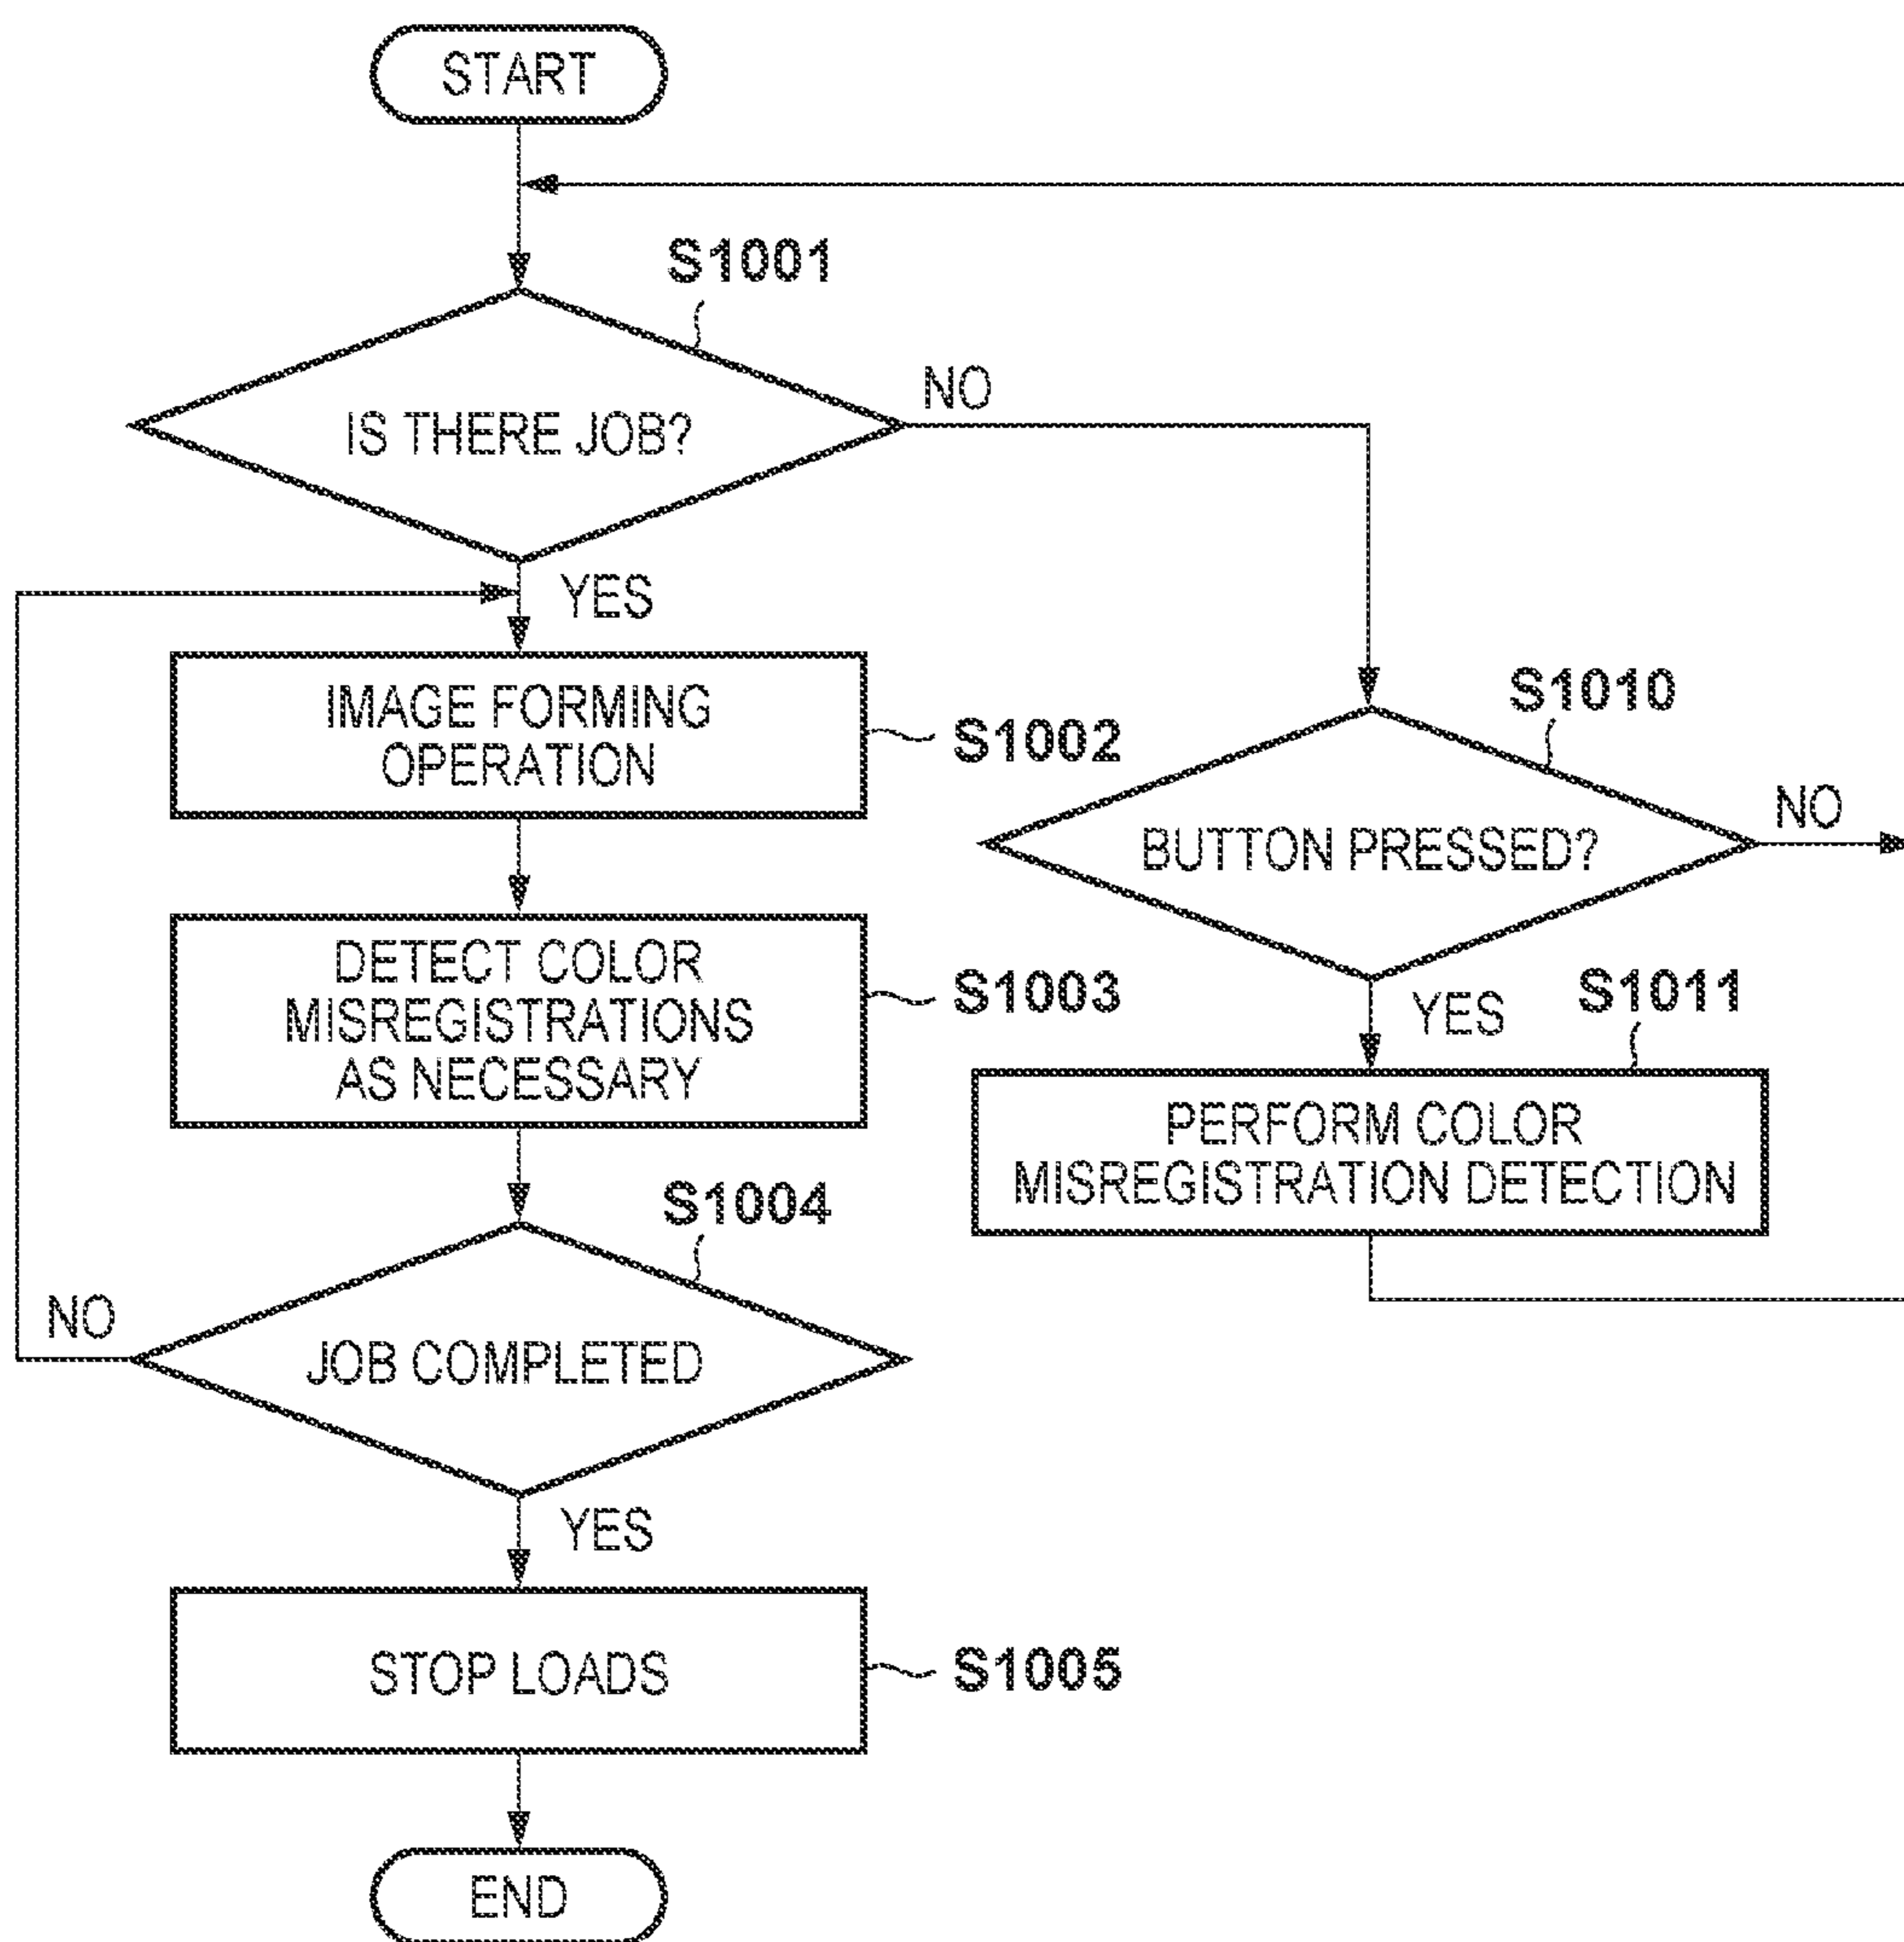 START
S1001
IS THERE JOB?
NO
YES
IMAGE FORMING
OPERATION
S1002
DETECT COLOR
MISREGISTRATIONS
AS NECESSARY
S1003
S1004
JOB COMPLETED
NO
YES
STOP LOADS
S1005
END
S1010
BUTTON PRESSED?
NO
YES
S1011
PERFORM COLOR
MISREGISTRATION DETECTION